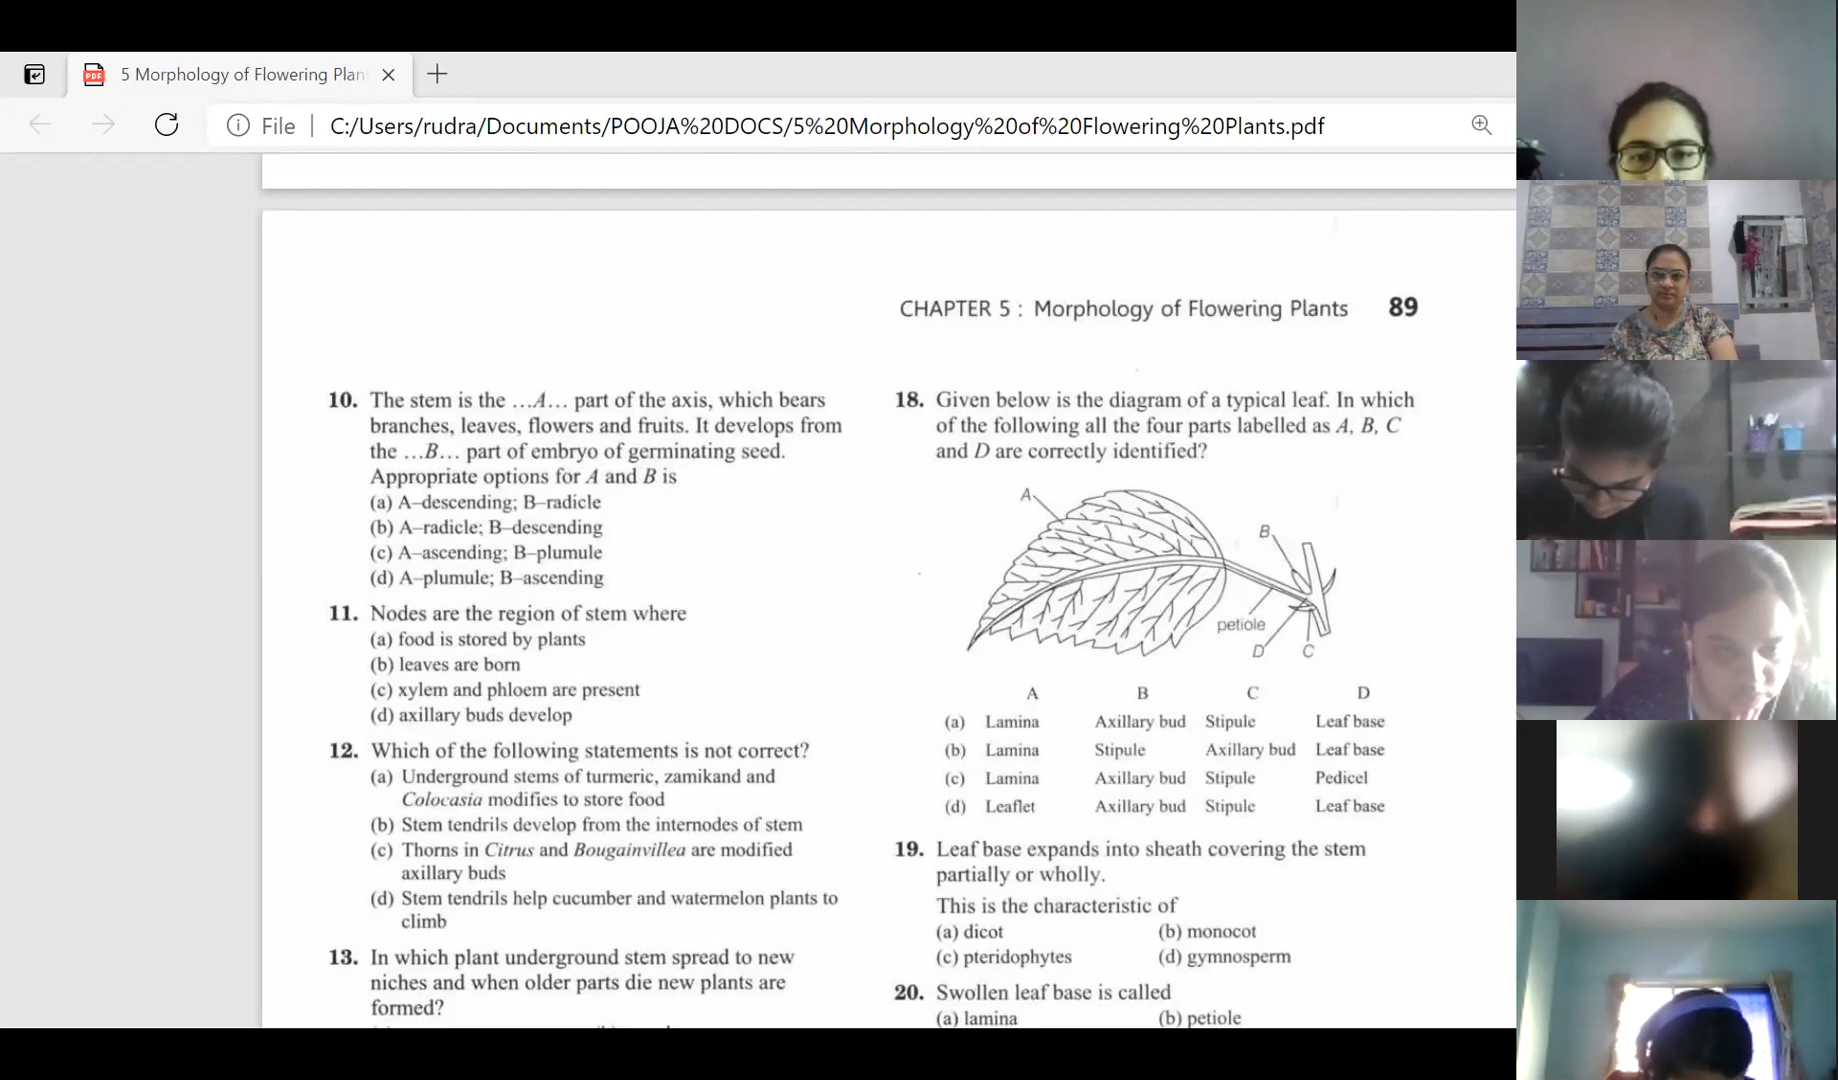 5 Morphology of Flowering Plan
File
C:/Users/rudra/Documents/POOJA%20DOCS/5%20Morphology%20of%20Flowering%20Plants.pdf
CHAPTER 5 : Morphology of Flowering Plants 89
10. The stem is the ...A... part of the axis, which bears
branches, leaves, flowers and fruits. It develops from
the ...B... part of embryo of germinating seed.
Appropriate options for A and B is
(a) A–descending; B–radicle
(b) A–radicle; B–descending
(c) A–ascending; B–plumule
(d) A–plumule; B–ascending
11. Nodes are the region of stem where
(a) food is stored by plants
(b) leaves are born
(c) xylem and phloem are present
(d) axillary buds develop
12. Which of the following statements is not correct?
(a) Underground stems of turmeric, zamikand and
Colocasia modifies to store food
(b) Stem tendrils develop from the internodes of stem
(c) Thorns in Citrus and Bougainvillea are modified
axillary buds
(d) Stem tendrils help cucumber and watermelon plants to
climb
13. In which plant underground stem spread to new
niches and when older parts die new plants are
formed?
18. Given below is the diagram of a typical leaf. In which
of the following all the four parts labelled as A, B, C
and D are correctly identified?
A
B
petiole
D C
A B C D
(a) Lamina Axillary bud Stipule Leaf base
(b) Lamina Stipule Axillary bud Leaf base
(c) Lamina Axillary bud Stipule Pedicel
(d) Leaflet Axillary bud Stipule Leaf base
19. Leaf base expands into sheath covering the stem
partially or wholly.
This is the characteristic of
(a) dicot (b) monocot
(c) pteridophytes (d) gymnosperm
20. Swollen leaf base is called
(a) lamina (b) petiole